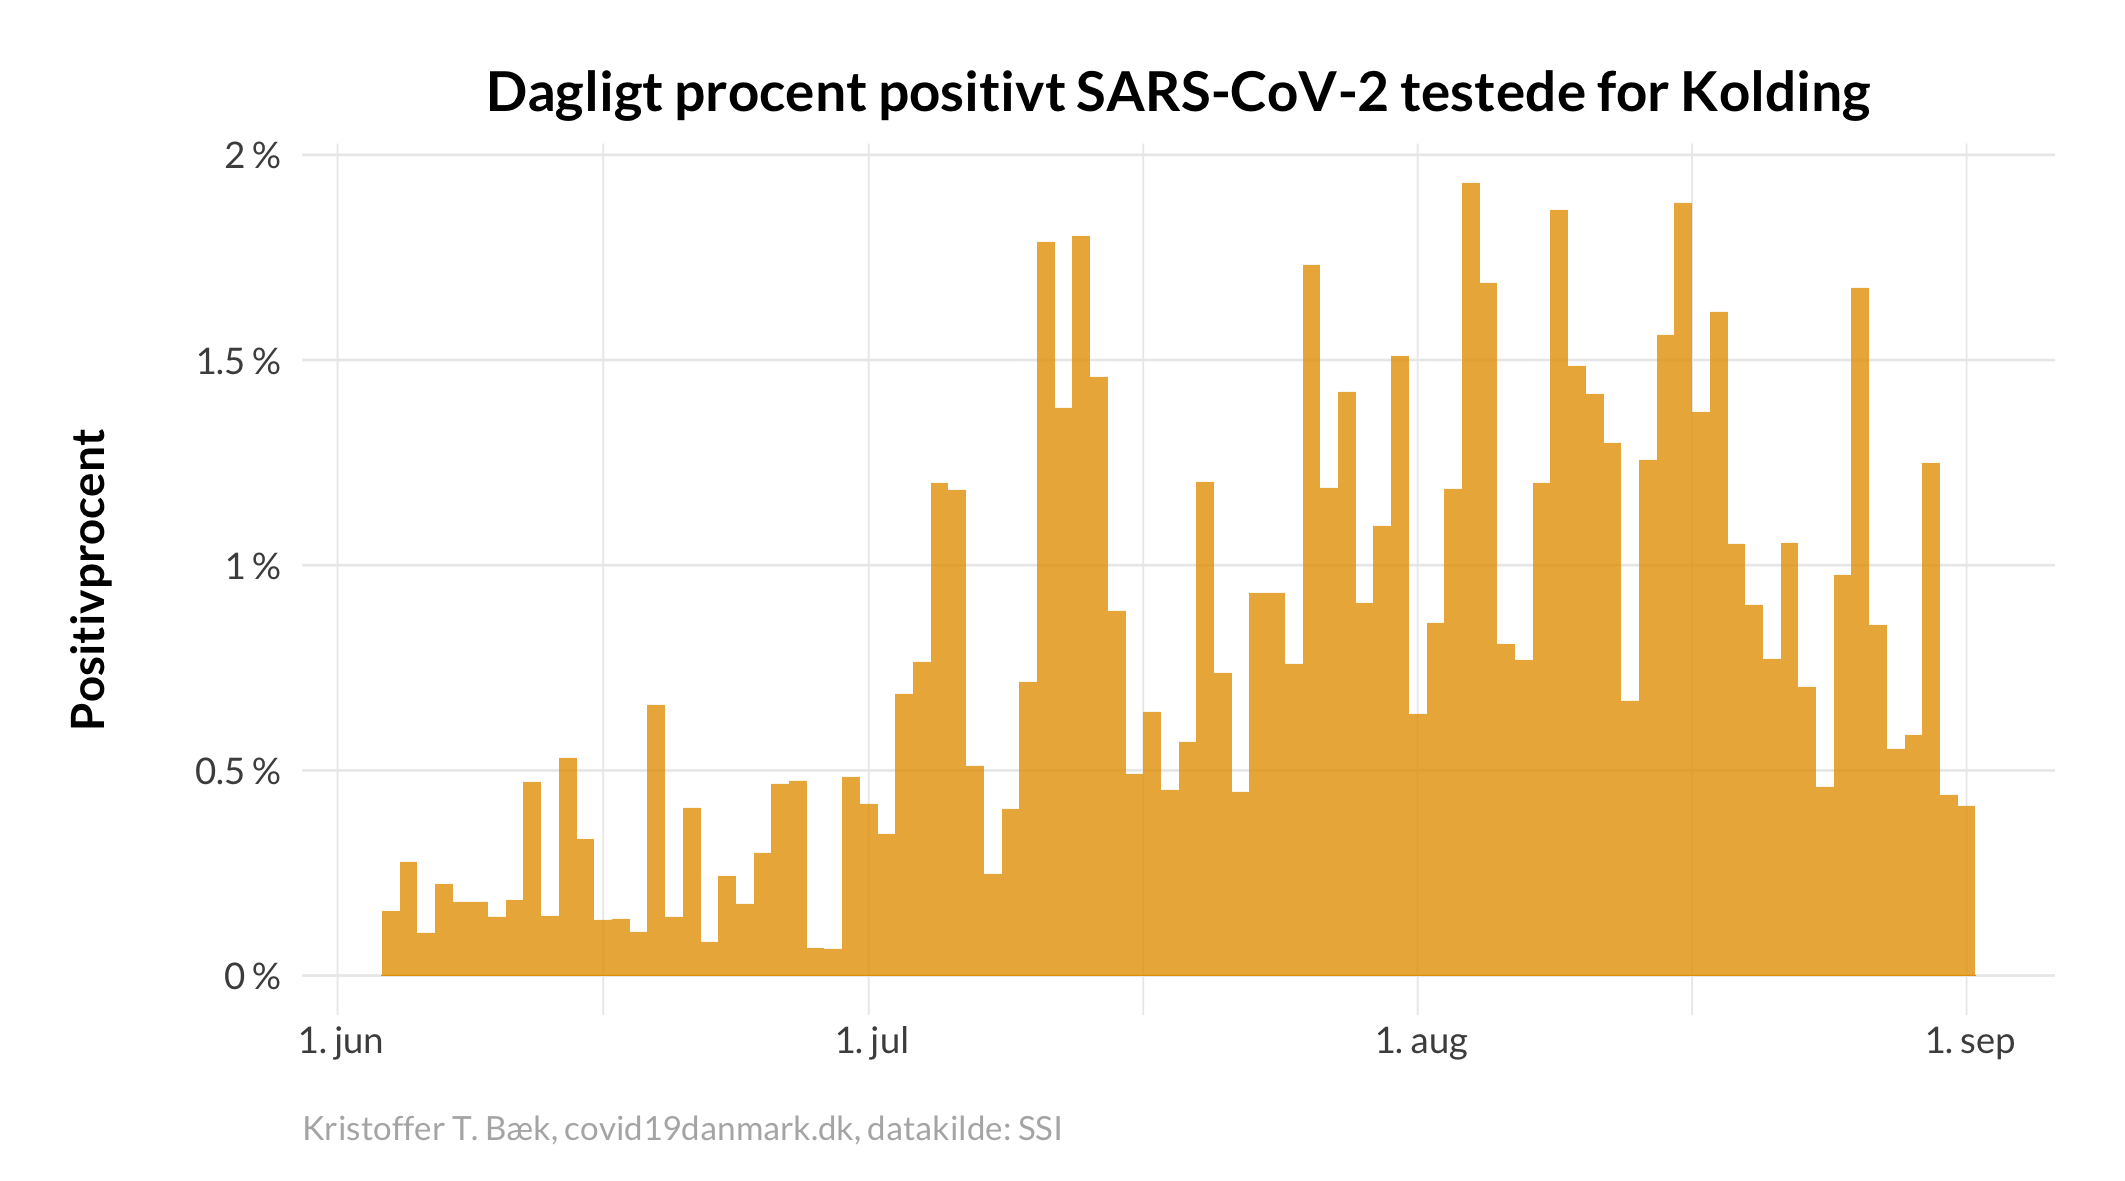 Dagligt procent positivt SARS-CoV-2 testede for Kolding
Positivprocent
2 %
1.5 %
1 %
0.5 %
0 %
1. jun
1. jul
1. aug
1. sep
Kristoffer T. Bæk, covid19danmark.dk, datakilde: SSI